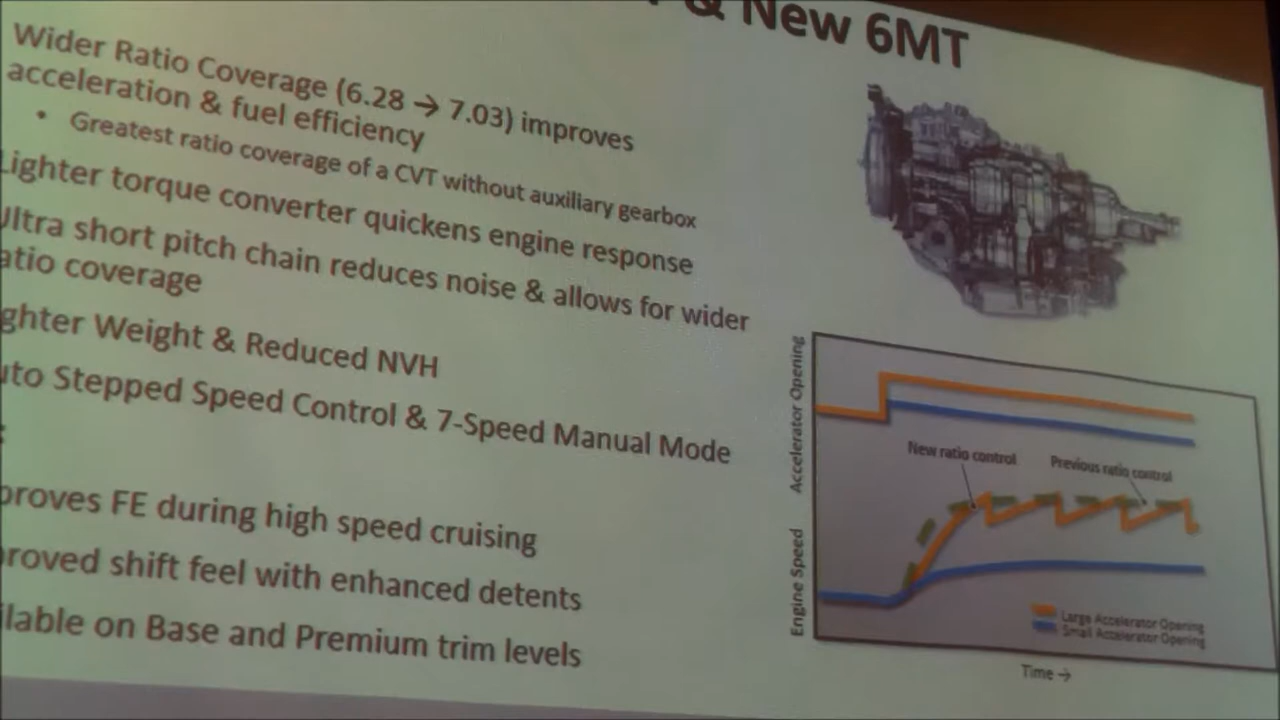 & New 6MT
Wider Ratio Coverage (6.28 → 7.03) improves
acceleration & fuel efficiency
• Greatest ratio coverage of a CVT without auxiliary gearbox
Lighter torque converter quickens engine response
Ultra short pitch chain reduces noise & allows for wider
atio coverage
ghter Weight & Reduced NVH
uto Stepped Speed Control & 7-Speed Manual Mode
proves FE during high speed cruising
proved shift feel with enhanced detents
ilable on Base and Premium trim levels
Accelerator Opening
New ratio control
Previous ratio control
Engine Speed
Large Accelerator Opening
Small Accelerator Opening
Time →